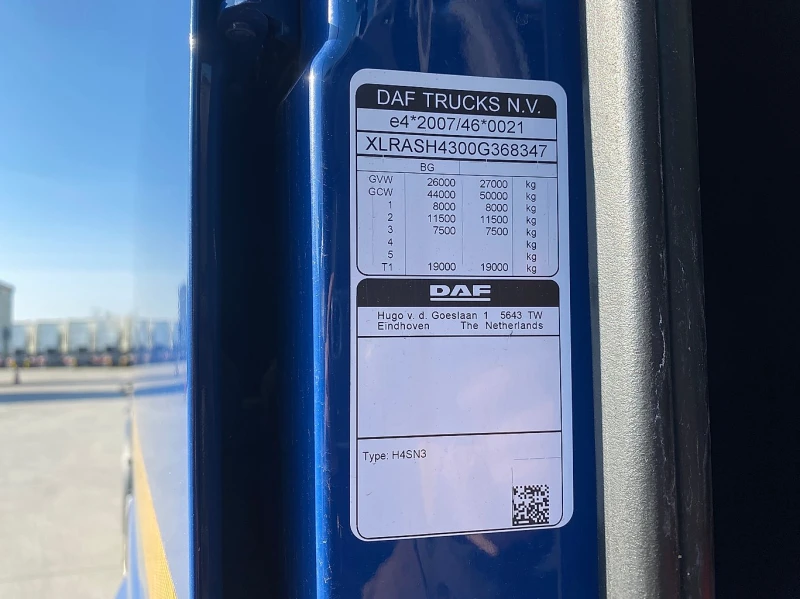 DAF TRUCKS N.V.
e4*2007/46*0021
XLRASH4300G368347
BG
GVW 26000 27000 kg
GCW 44000 50000 kg
1 8000 8000 kg
2 11500 11500 kg
3 7500 7500 kg
4 kg
5 kg
T1 19000 19000 kg
DAF
Hugo v. d. Goeslaan 1 5643 TW
Eindhoven The Netherlands
Type: H4SN3